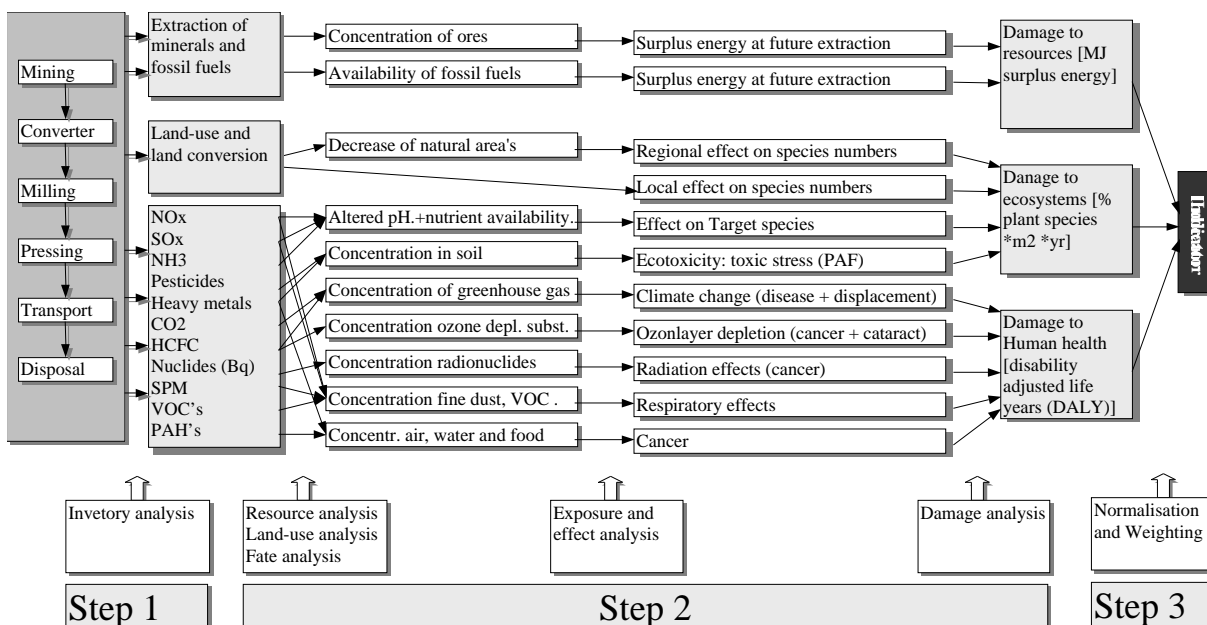 Mining
Converter
Milling
Pressing
Transport
Disposal
Extraction of
minerals and
fossil fuels
Land-use and
land conversion
NOx
SOx
NH3
Pesticides
Heavy metals
CO2
HCFC
Nuclides (Bq)
SPM
VOC's
PAH's
Concentration of ores
Availability of fossil fuels
Decrease of natural area's
Altered pH.+nutrient availability.
Concentration in soil
Concentration of greenhouse gas
Concentration ozone depl. subst.
Concentration radionuclides
Concentration fine dust, VOC .
Concentr. air, water and food
Surplus energy at future extraction
Surplus energy at future extraction
Regional effect on species numbers
Local effect on species numbers
Effect on Target species
Ecotoxicity: toxic stress (PAF)
Climate change (disease + displacement)
Ozonlayer depletion (cancer + cataract)
Radiation effects (cancer)
Respiratory effects
Cancer
Damage to
resources [MJ
surplus energy]
Danage to
ecosystems [%
plant species
*m2 *yr]
Damage to
Human health
[disability
adjusted life
years (DALY)]
Invetory analysis
Resource analysis
Land-use analysis
Fate analysis
Exposure and
effect analysis
Damage analysis
Normalisation
and Weighting
Step 1
Step 2
Step 3